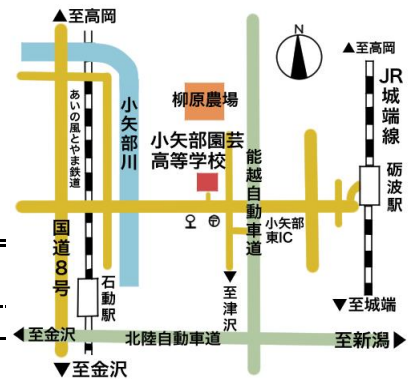 ▲至高岡
N
▲至高岡
JR城端線
あいの風とやま鉄道
小矢部川
柳原農場
小矢部園芸
高等学校
能越自動車道
砺波駅
〒
小矢部
東IC
国道8号
石動駅
▼至津沢
▼至城端
◀至金沢
北陸自動車道
至新潟▶
▼至金沢